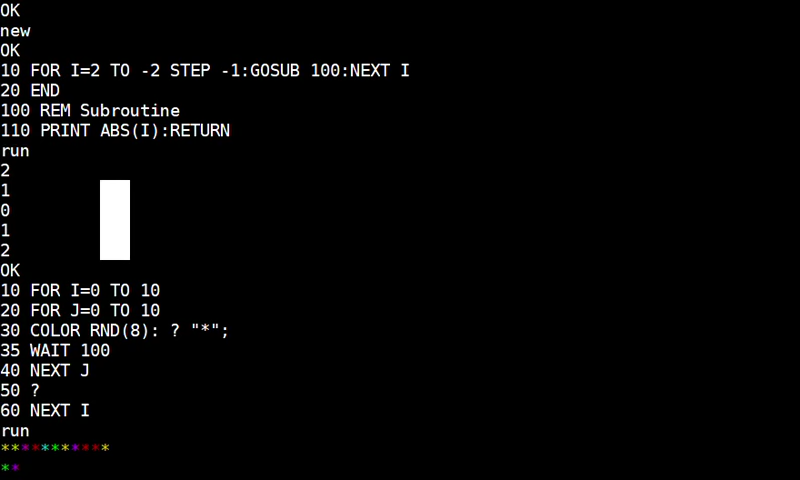 OK
new
OK
10 FOR I=2 TO -2 STEP -1:GOSUB 100:NEXT I
20 END
100 REM Subroutine
110 PRINT ABS(I):RETURN
run
2
1
0
1
2
OK
10 FOR I=0 TO 10
20 FOR J=0 TO 10
30 COLOR RND(8): ? "*";
35 WAIT 100
40 NEXT J
50 ?
60 NEXT I
run
***********
**